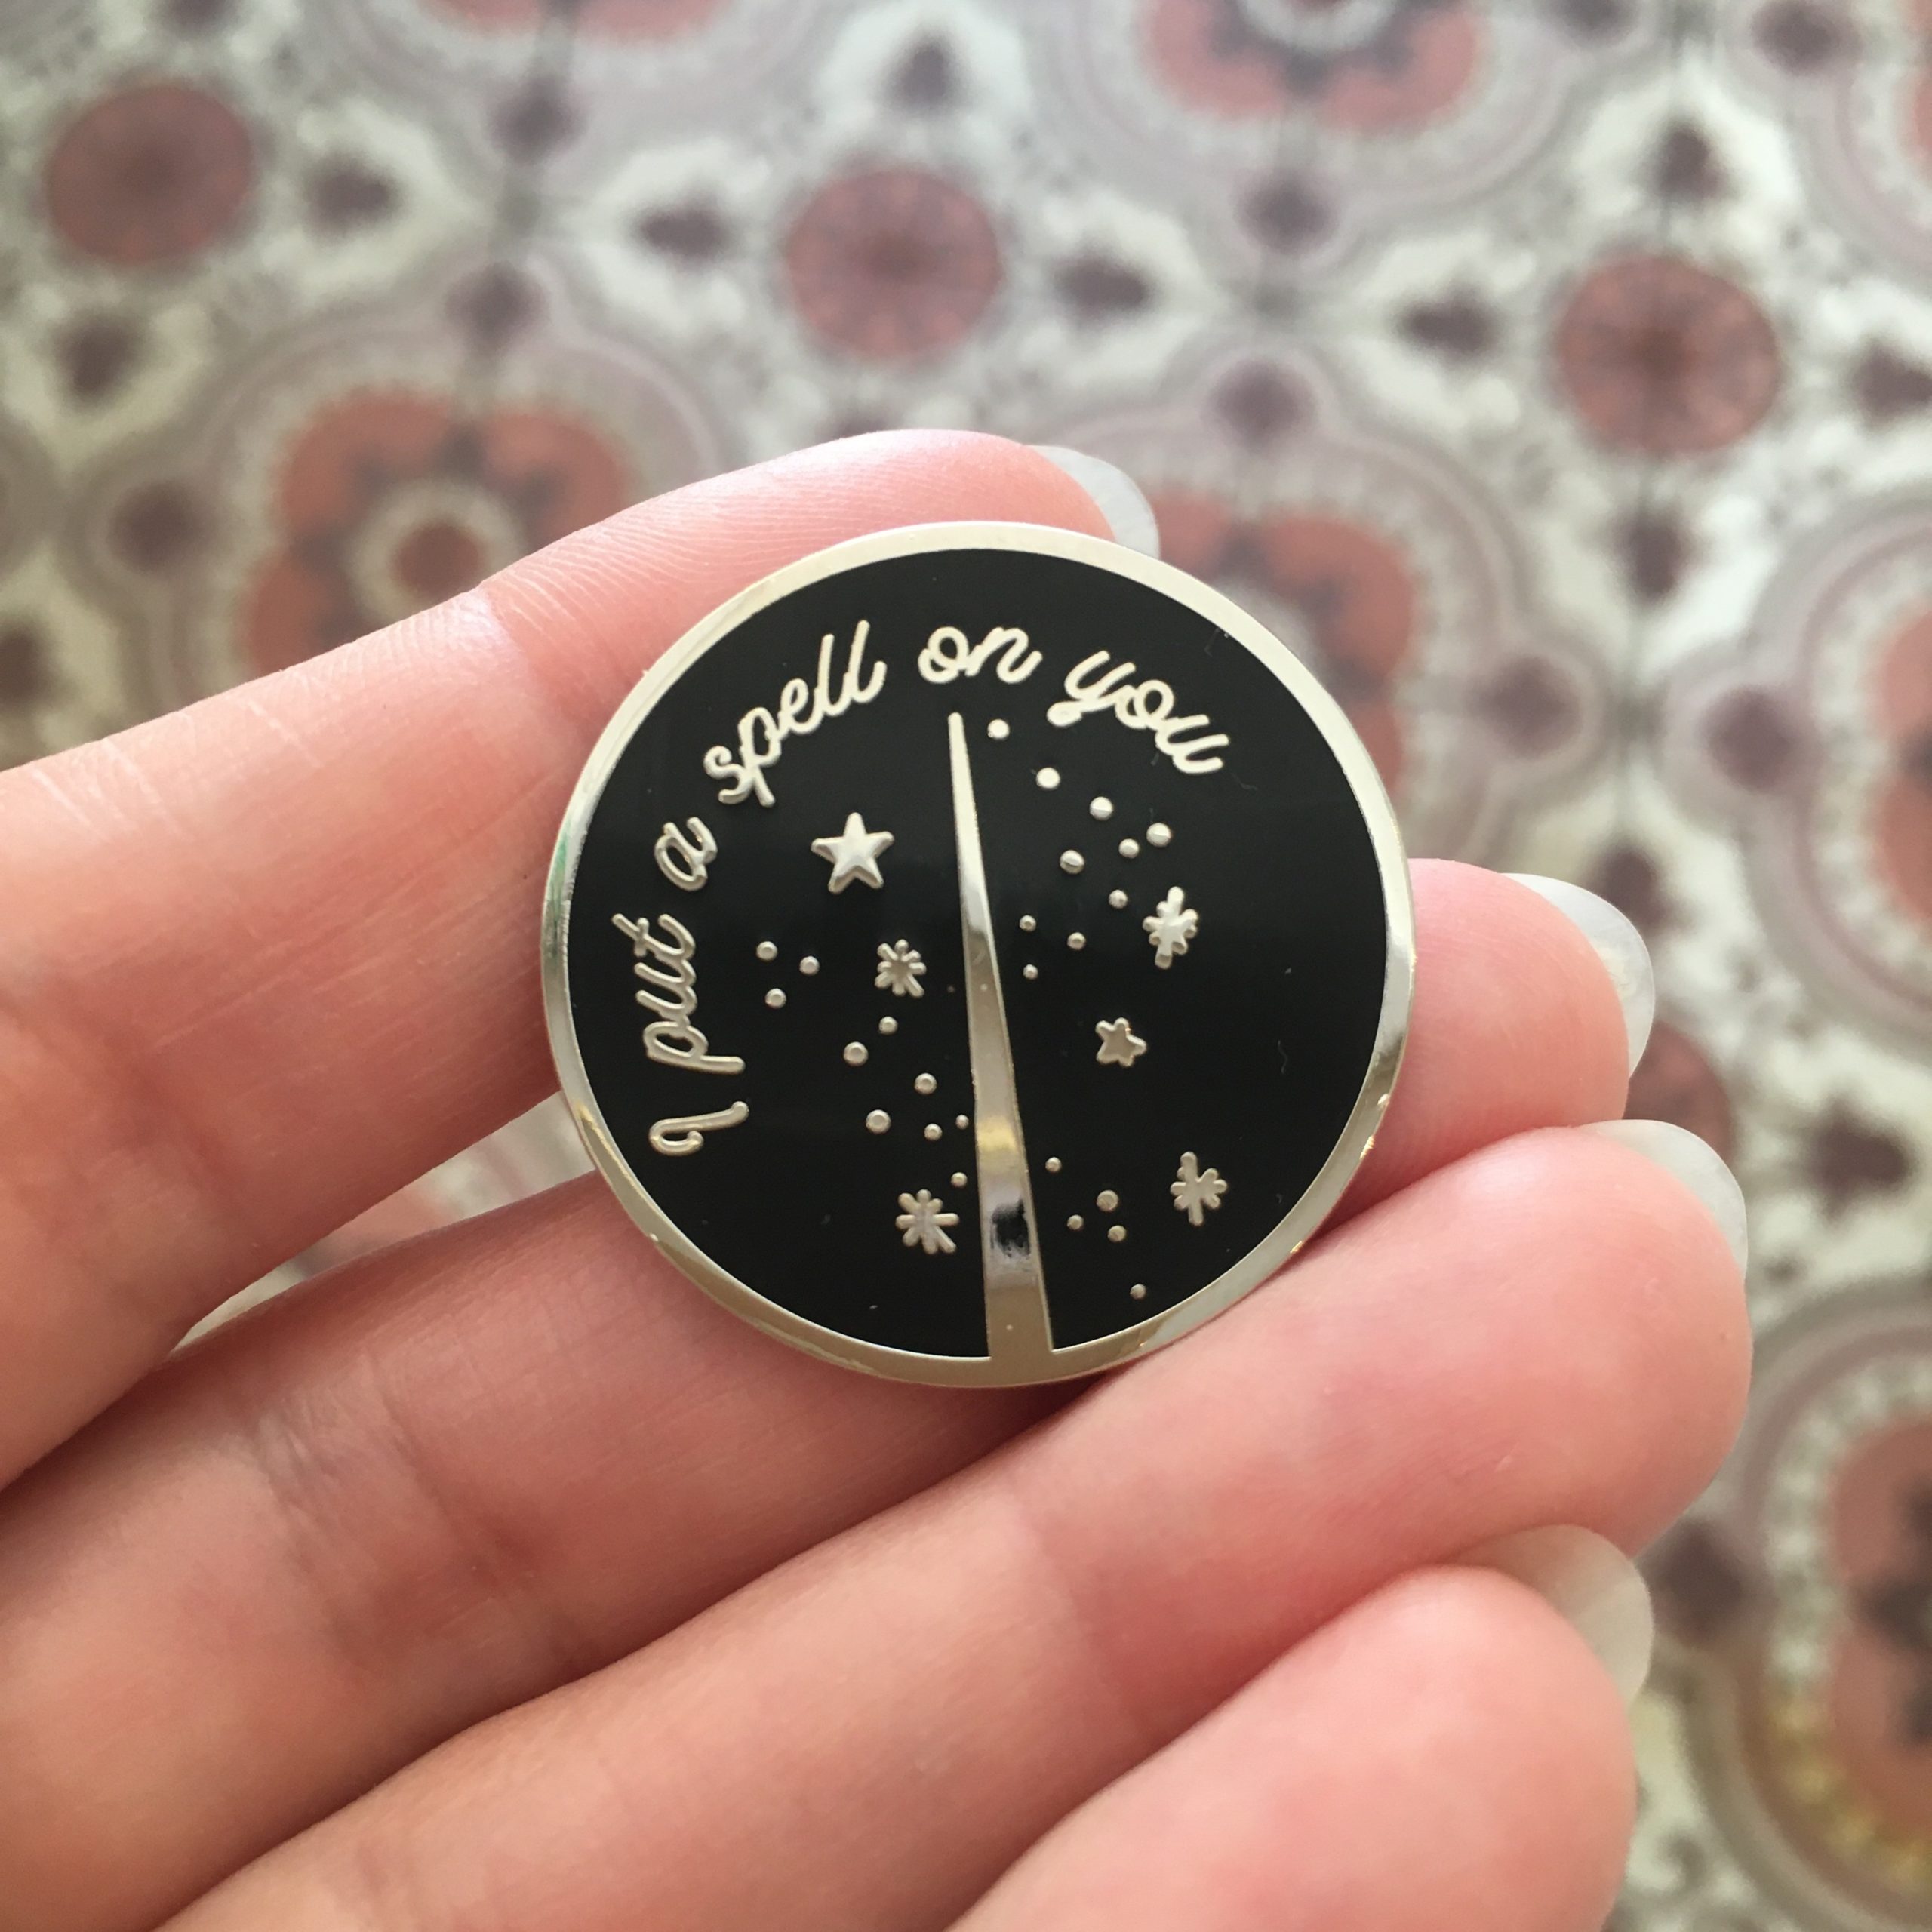 I put a spell on you